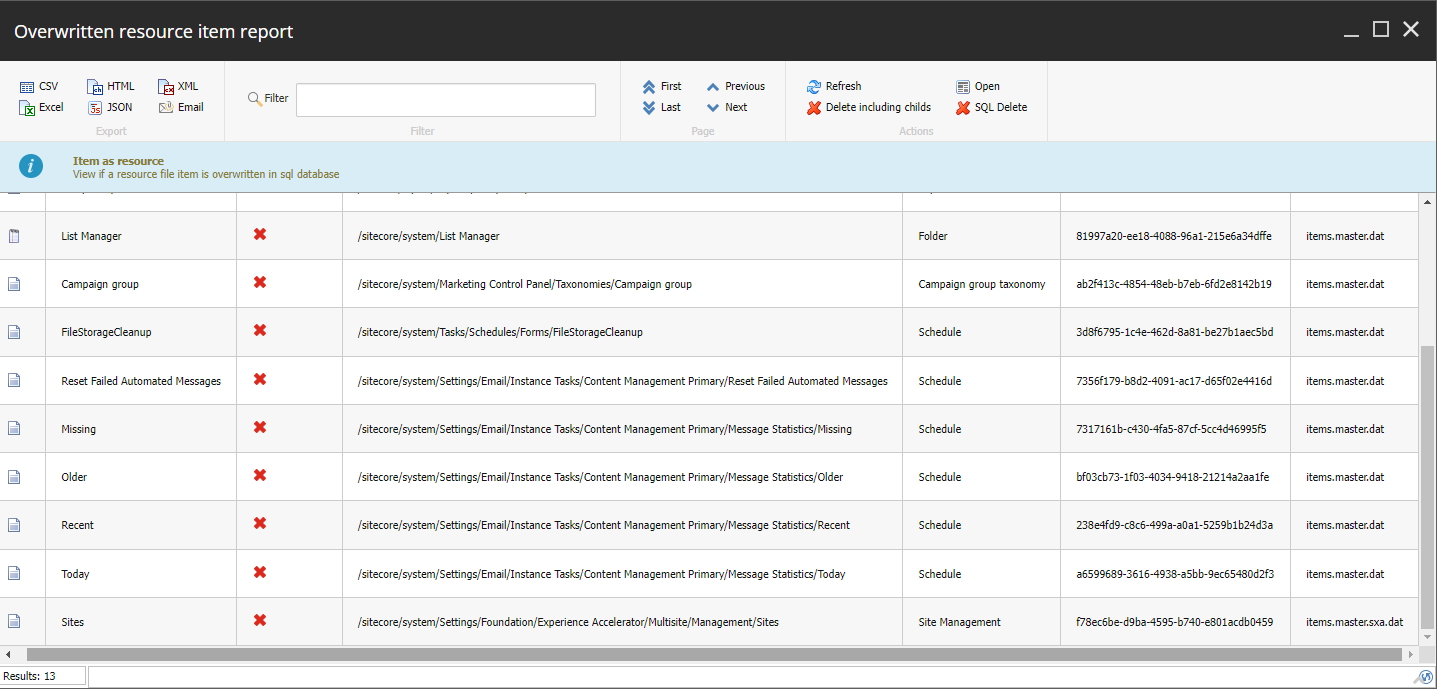 Overwritten resource item report
CSV HTML XML
Filter
First Previous
Refresh Open
Excel JSON Email
Last Next
Delete including childs SQL Delete
Export Filter Page Actions
Item as resource
View if a resource file item is overwritten in sql database
List Manager /sitecore/system/List Manager Folder 81997a20-ee18-4088-96a1-215e6a34dffe items.master.dat
Campaign group /sitecore/system/Marketing Control Panel/Taxonomies/Campaign group Campaign group taxonomy ab2f413c-4854-48eb-b7eb-6fd2e8142b19 items.master.dat
FileStorageCleanup /sitecore/system/Tasks/Schedules/Forms/FileStorageCleanup Schedule 3d8f6795-1c4e-462d-8a81-be27b1aec5bd items.master.dat
Reset Failed Automated Messages /sitecore/system/Settings/Email/Instance Tasks/Content Management Primary/Reset Failed Automated Messages Schedule 7356f179-b8d2-4091-ac17-d65f02e4416d items.master.dat
Missing /sitecore/system/Settings/Email/Instance Tasks/Content Management Primary/Message Statistics/Missing Schedule 7317161b-c430-4fa5-87cf-5cc4d46995f5 items.master.dat
Older /sitecore/system/Settings/Email/Instance Tasks/Content Management Primary/Message Statistics/Older Schedule bf03cb73-1f03-4034-9418-21214a2aa1fe items.master.dat
Recent /sitecore/system/Settings/Email/Instance Tasks/Content Management Primary/Message Statistics/Recent Schedule 238e4fd9-c8c6-499a-a0a1-5259b1b24d3a items.master.dat
Today /sitecore/system/Settings/Email/Instance Tasks/Content Management Primary/Message Statistics/Today Schedule a6599689-3616-4938-a5bb-9ec65480d2f3 items.master.dat
Sites /sitecore/system/Settings/Foundation/Experience Accelerator/Multisite/Management/Sites Site Management f78ec6be-d9ba-4595-b740-e801acdb0459 items.master.sxa.dat
Results: 13